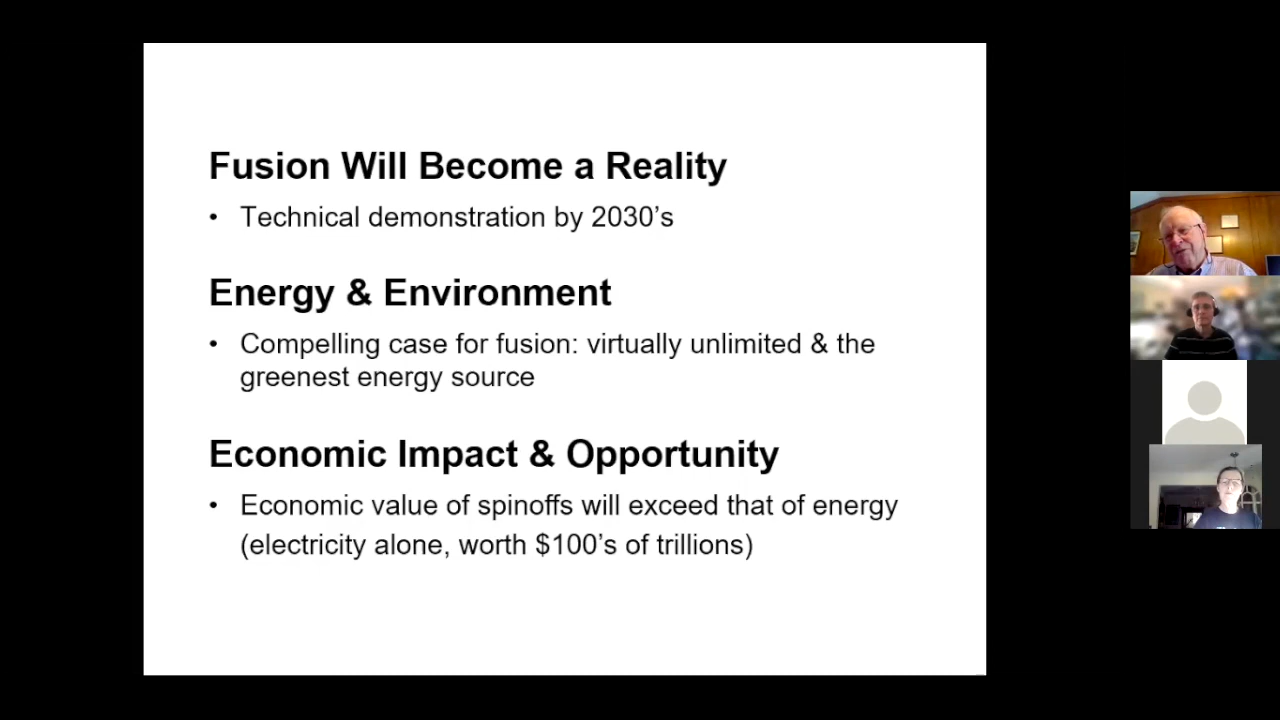 Fusion Will Become a Reality
• Technical demonstration by 2030’s
Energy & Environment
• Compelling case for fusion: virtually unlimited & the
greenest energy source
Economic Impact & Opportunity
• Economic value of spinoffs will exceed that of energy
(electricity alone, worth $100’s of trillions)